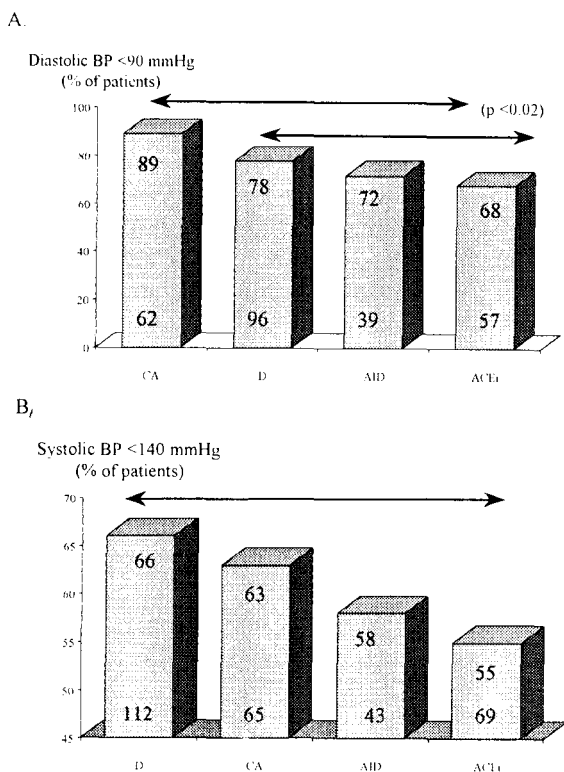 A.
Diastolic BP <90 mmHg
(% of patients)
(p <0.02)
100
80
60
40
20
0
89
78
72
68
62
96
39
57
CA
D
AID
ACEi
B,
Systolic BP <140 mmHg
(% of patients)
70
65
60
55
50
45
66
63
58
55
112
65
43
69
D
CA
AID
ACEi